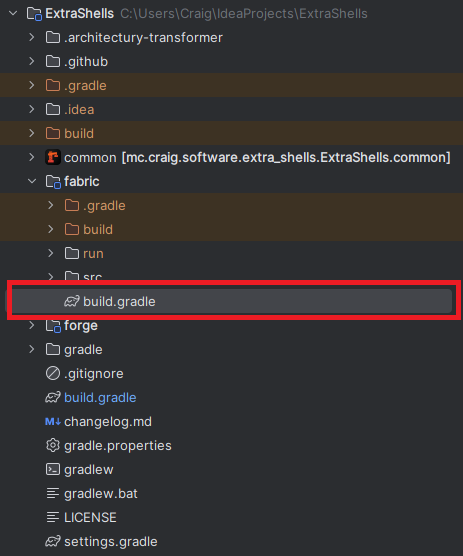 ExtraShells C:\Users\Craig\IdeaProjects\ExtraShells
.architectury-transformer
.github
.gradle
.idea
build
common [mc.craig.software.extra_shells.ExtraShells.common]
fabric
.gradle
build
run
src
build.gradle
forge
gradle
.gitignore
build.gradle
M↓ changelog.md
gradle.properties
gradlew
gradlew.bat
LICENSE
settings.gradle